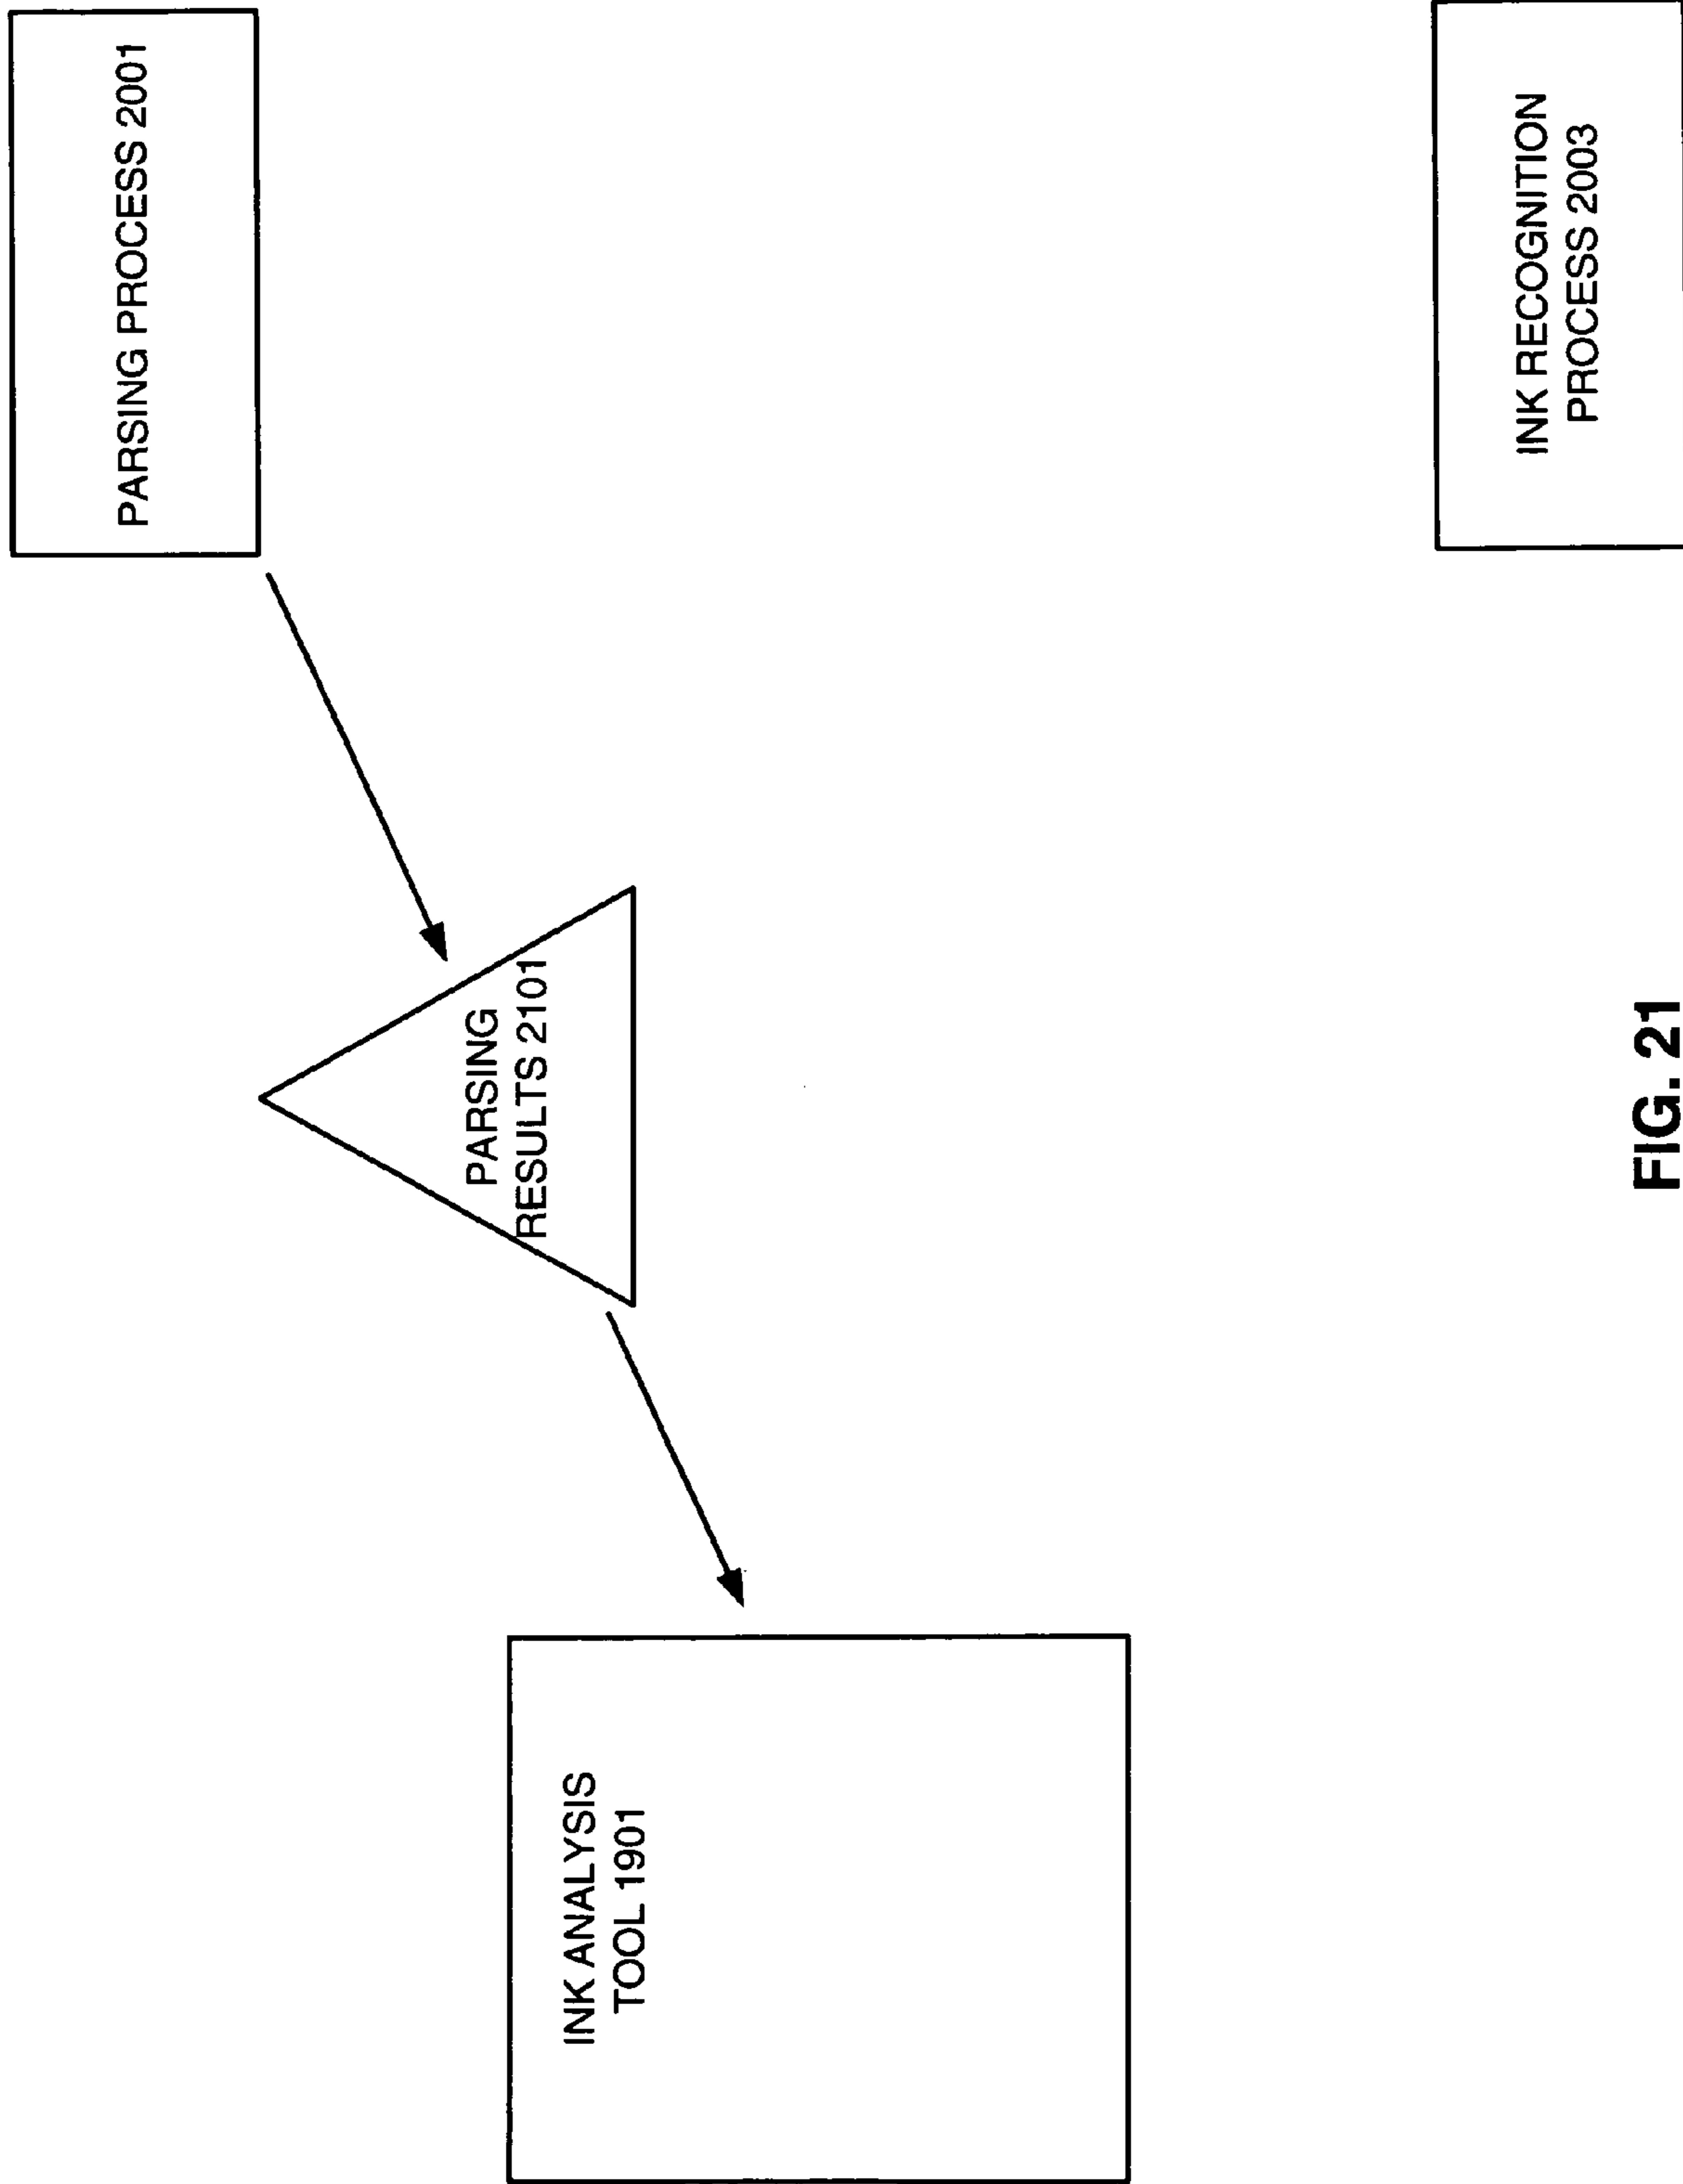 PARSING PROCESS 2001
PARSING
RESULTS 2101
INK ANALYSIS
TOOL 1901
INK RECOGNITION
PROCESS 2003
FIG. 21